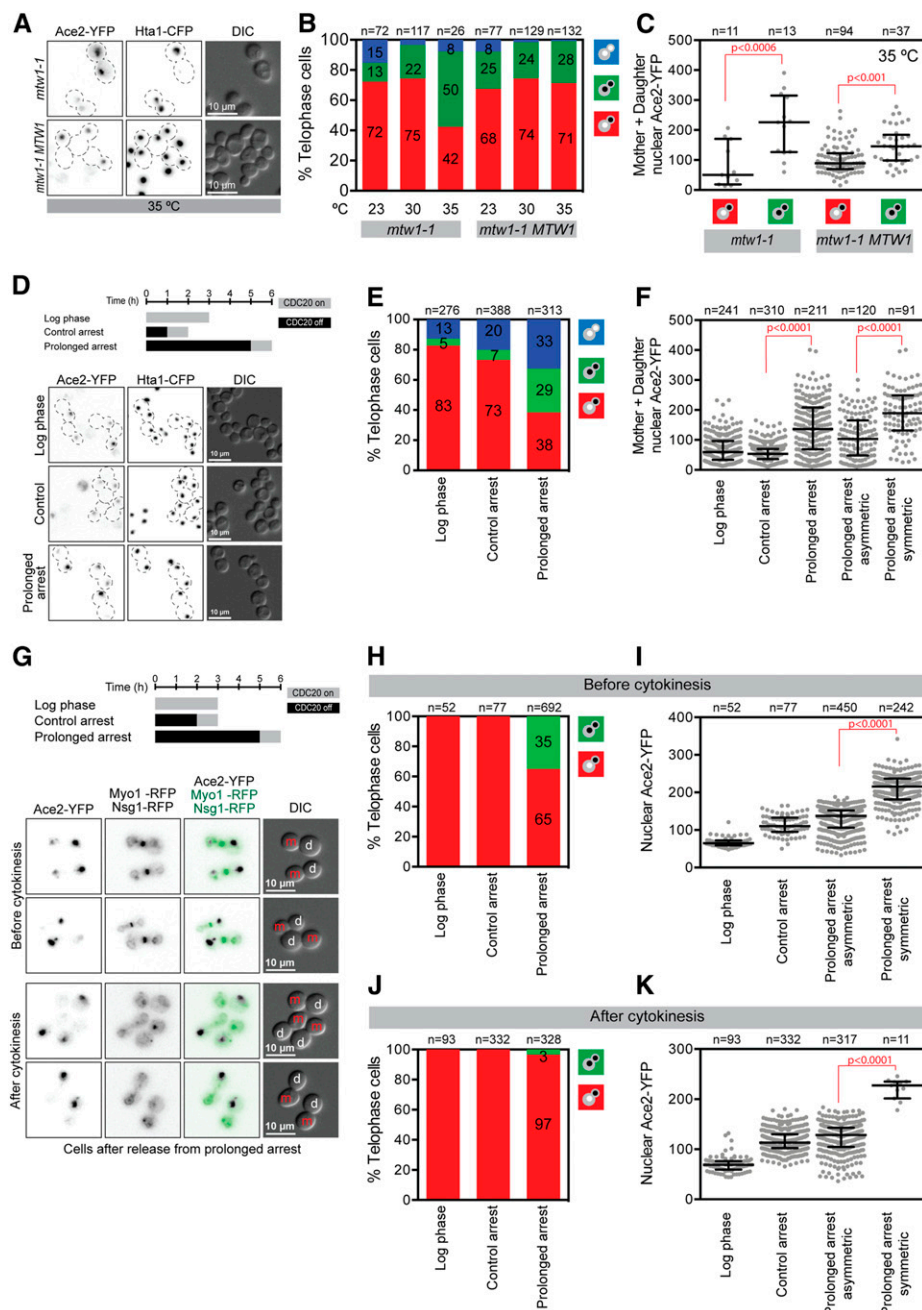 A
Ace2-YFP Hta1-CFP DIC
mtw1-1
10 µm
mtw1-1 MTW1
10 µm
35 ºC
B
n=72 n=117 n=26 n=77 n=129 n=132
% Telophase cells
100
80
60
40
20
0
15 8 8
13 22 50 25 24 28
72 75 42 68 74 71
ºC 23 30 35 23 30 35
mtw1-1 mtw1-1 MTW1
C
n=11 n=13 n=94 n=37
35 ºC
p<0.0006
p<0.001
Mother + Daughter
nuclear Ace2-YFP
500
400
300
200
100
0
mtw1-1 mtw1-1 MTW1
D
Time (h) 0 1 2 3 4 5 6
CDC20 on
CDC20 off
Log phase
Control arrest
Prolonged arrest
Ace2-YFP Hta1-CFP DIC
Log phase
10 µm
Control
10 µm
Prolonged
arrest
10 µm
E
n=276 n=388 n=313
% Telophase cells
100
80
60
40
20
0
13 20 33
5 7 29
83 73 38
Log phase
Control arrest
Prolonged arrest
F
n=241 n=310 n=211 n=120 n=91
p<0.0001 p<0.0001
Mother + Daughter
nuclear Ace2-YFP
500
400
300
200
100
0
Log phase
Control arrest
Prolonged arrest
Prolonged arrest
asymmetric
Prolonged arrest
symmetric
G
Time (h) 0 1 2 3 4 5 6
CDC20 on
CDC20 off
Log phase
Control arrest
Prolonged arrest
Ace2-YFP
Myo1 -RFP
Nsg1-RFP
Ace2-YFP
Myo1 -RFP
Nsg1-RFP
DIC
Before cytokinesis
m d
m d
10 µm
m d
d m
10 µm
After cytokinesis
m d
m
d m
10 µm
d
m d
m
10 µm
Cells after release from prolonged arrest
Before cytokinesis
H
n=52 n=77 n=692
% Telophase cells
100
80
60
40
20
0
35
65
Log phase
Control arrest
Prolonged arrest
I
n=52 n=77 n=450 n=242
p<0.0001
Nuclear Ace2-YFP
400
300
200
100
0
Log phase
Control arrest
Prolonged arrest
asymmetric
Prolonged arrest
symmetric
After cytokinesis
J
n=93 n=332 n=328
% Telophase cells
100
80
60
40
20
0
3
97
Log phase
Control arrest
Prolonged arrest
K
n=93 n=332 n=317 n=11
p<0.0001
Nuclear Ace2-YFP
300
200
100
0
Log phase
Control arrest
Prolonged arrest
asymmetric
Prolonged arrest
symmetric